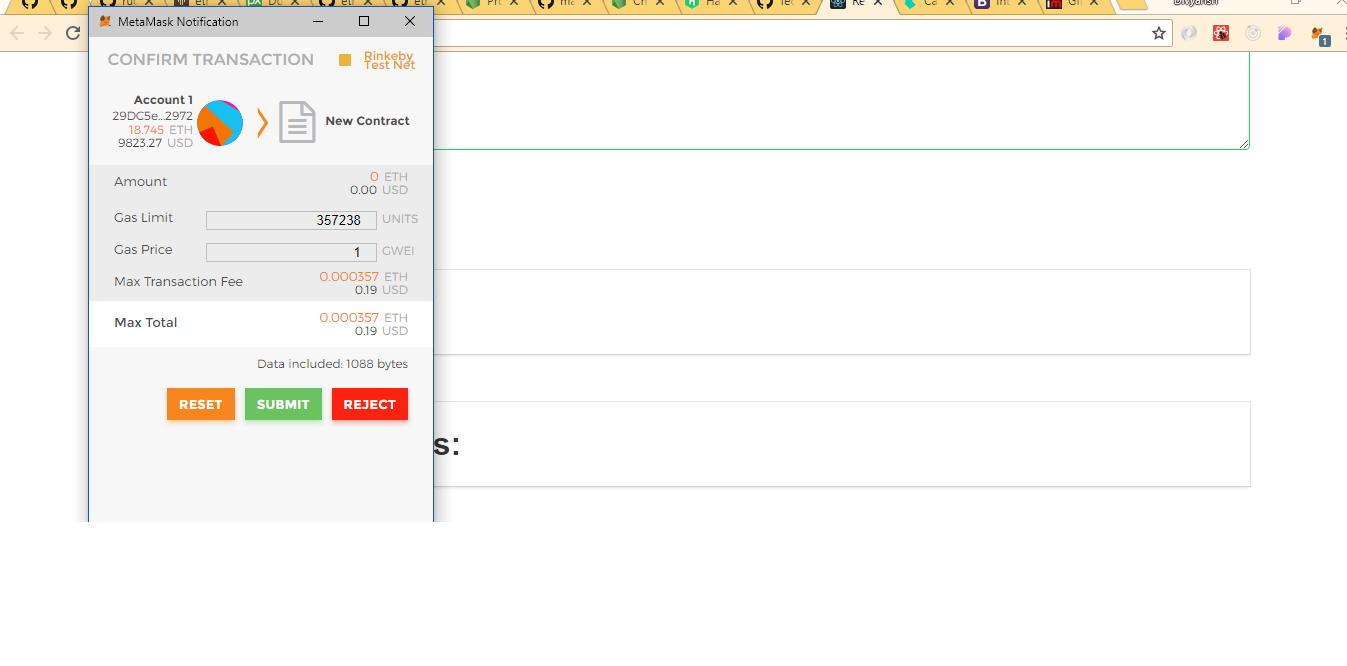 MetaMask Notification
Divyansh
CONFIRM TRANSACTION
Rinkeby
Test Net
Account 1
29DC5e...2972
18.745 ETH
9823.27 USD
New Contract
Amount
0 ETH
0.00 USD
Gas Limit
357238 UNITS
Gas Price
1 GWEI
Max Transaction Fee
0.000357 ETH
0.19 USD
Max Total
0.000357 ETH
0.19 USD
Data included: 1088 bytes
RESET SUBMIT REJECT
s:
1